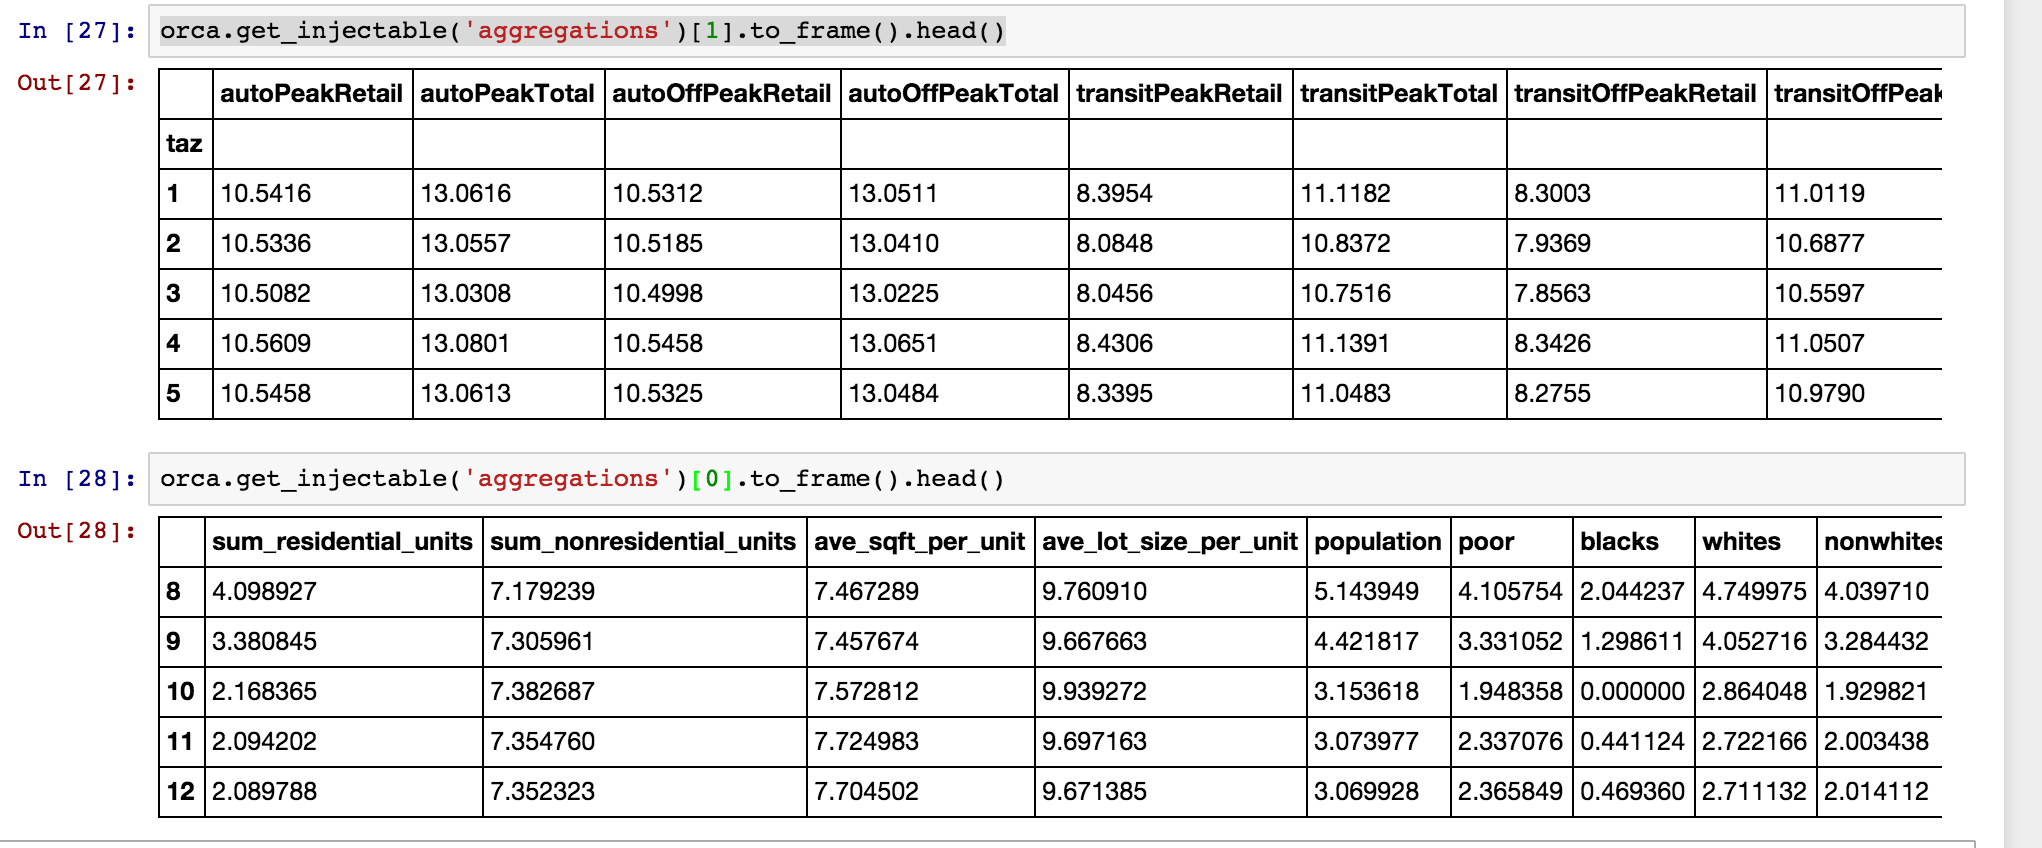 In [27]: orca.get_injectable('aggregations')[1].to_frame().head()
Out[27]:
autoPeakRetail autoPeakTotal autoOffPeakRetail autoOffPeakTotal transitPeakRetail transitPeakTotal transitOffPeakRetail transitOffPeak
taz
1 10.5416 13.0616 10.5312 13.0511 8.3954 11.1182 8.3003 11.0119
2 10.5336 13.0557 10.5185 13.0410 8.0848 10.8372 7.9369 10.6877
3 10.5082 13.0308 10.4998 13.0225 8.0456 10.7516 7.8563 10.5597
4 10.5609 13.0801 10.5458 13.0651 8.4306 11.1391 8.3426 11.0507
5 10.5458 13.0613 10.5325 13.0484 8.3395 11.0483 8.2755 10.9790
In [28]: orca.get_injectable('aggregations')[0].to_frame().head()
Out[28]:
sum_residential_units sum_nonresidential_units ave_sqft_per_unit ave_lot_size_per_unit population poor blacks whites nonwhites
8 4.098927 7.179239 7.467289 9.760910 5.143949 4.105754 2.044237 4.749975 4.039710
9 3.380845 7.305961 7.457674 9.667663 4.421817 3.331052 1.298611 4.052716 3.284432
10 2.168365 7.382687 7.572812 9.939272 3.153618 1.948358 0.000000 2.864048 1.929821
11 2.094202 7.354760 7.724983 9.697163 3.073977 2.337076 0.441124 2.722166 2.003438
12 2.089788 7.352323 7.704502 9.671385 3.069928 2.365849 0.469360 2.711132 2.014112